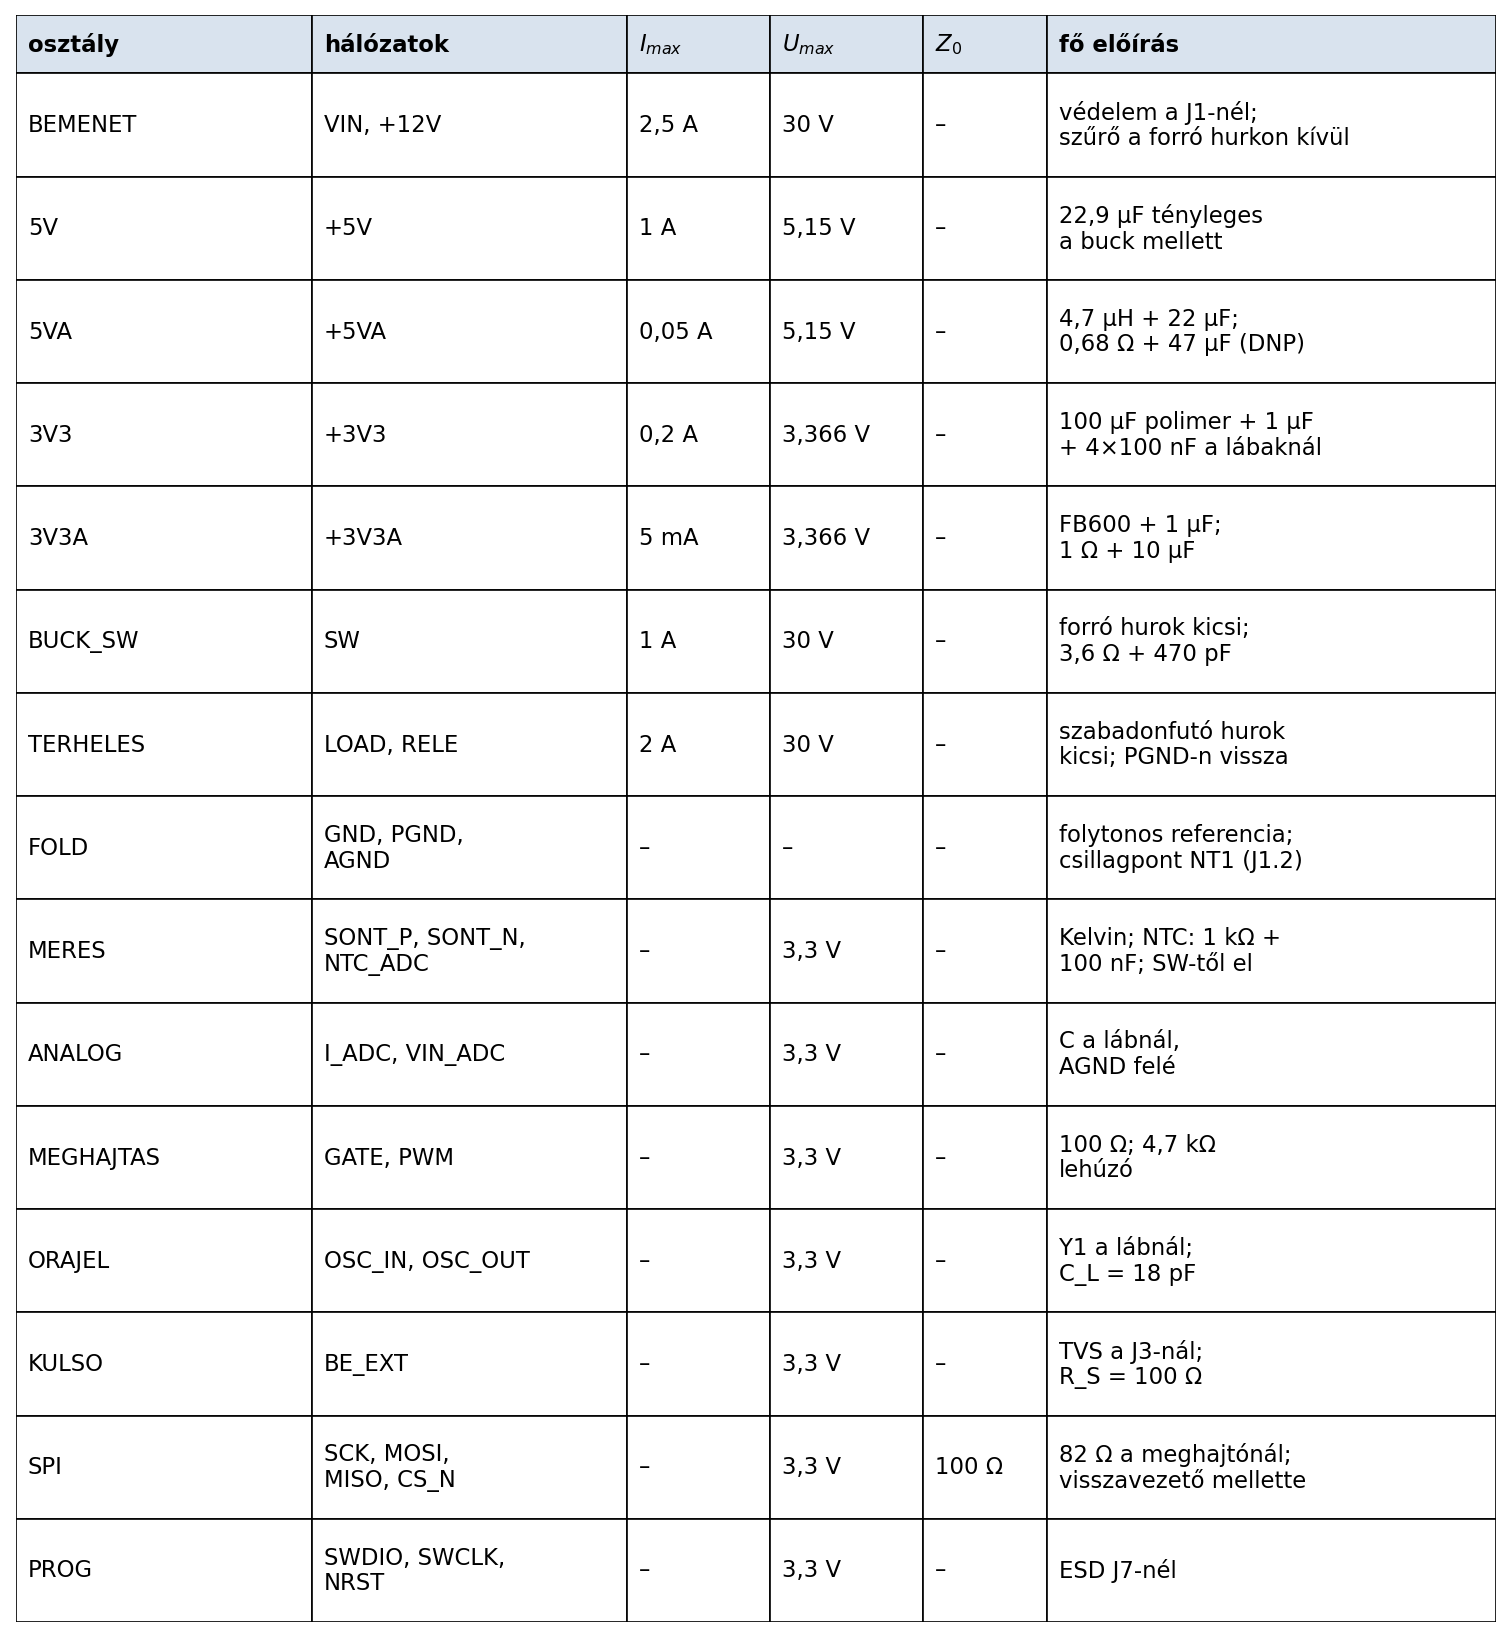 osztály hálózatok I_max U_max Z_0 fő előírás
BEMENET VIN, +12V 2,5 A 30 V – védelem a J1-nél;
szűrő a forró hurkon kívül
5V +5V 1 A 5,15 V – 22,9 µF tényleges
a buck mellett
5VA +5VA 0,05 A 5,15 V – 4,7 µH + 22 µF;
0,68 Ω + 47 µF (DNP)
3V3 +3V3 0,2 A 3,366 V – 100 µF polimer + 1 µF
+ 4×100 nF a lábaknál
3V3A +3V3A 5 mA 3,366 V – FB600 + 1 µF;
1 Ω + 10 µF
BUCK_SW SW 1 A 30 V – forró hurok kicsi;
3,6 Ω + 470 pF
TERHELES LOAD, RELE 2 A 30 V – szabadonfutó hurok
kicsi; PGND-n vissza
FOLD GND, PGND, – – – folytonos referencia;
AGND csillagpont NT1 (J1.2)
MERES SONT_P, SONT_N, – 3,3 V – Kelvin; NTC: 1 kΩ +
NTC_ADC 100 nF; SW-től el
ANALOG I_ADC, VIN_ADC – 3,3 V – C a lábnál,
AGND felé
MEGHAJTAS GATE, PWM – 3,3 V – 100 Ω; 4,7 kΩ
lehúzó
ORAJEL OSC_IN, OSC_OUT – 3,3 V – Y1 a lábnál;
C_L = 18 pF
KULSO BE_EXT – 3,3 V – TVS a J3-nál;
R_S = 100 Ω
SPI SCK, MOSI, – 3,3 V 100 Ω 82 Ω a meghajtónál;
MISO, CS_N visszavezető mellette
PROG SWDIO, SWCLK, – 3,3 V – ESD J7-nél
NRST